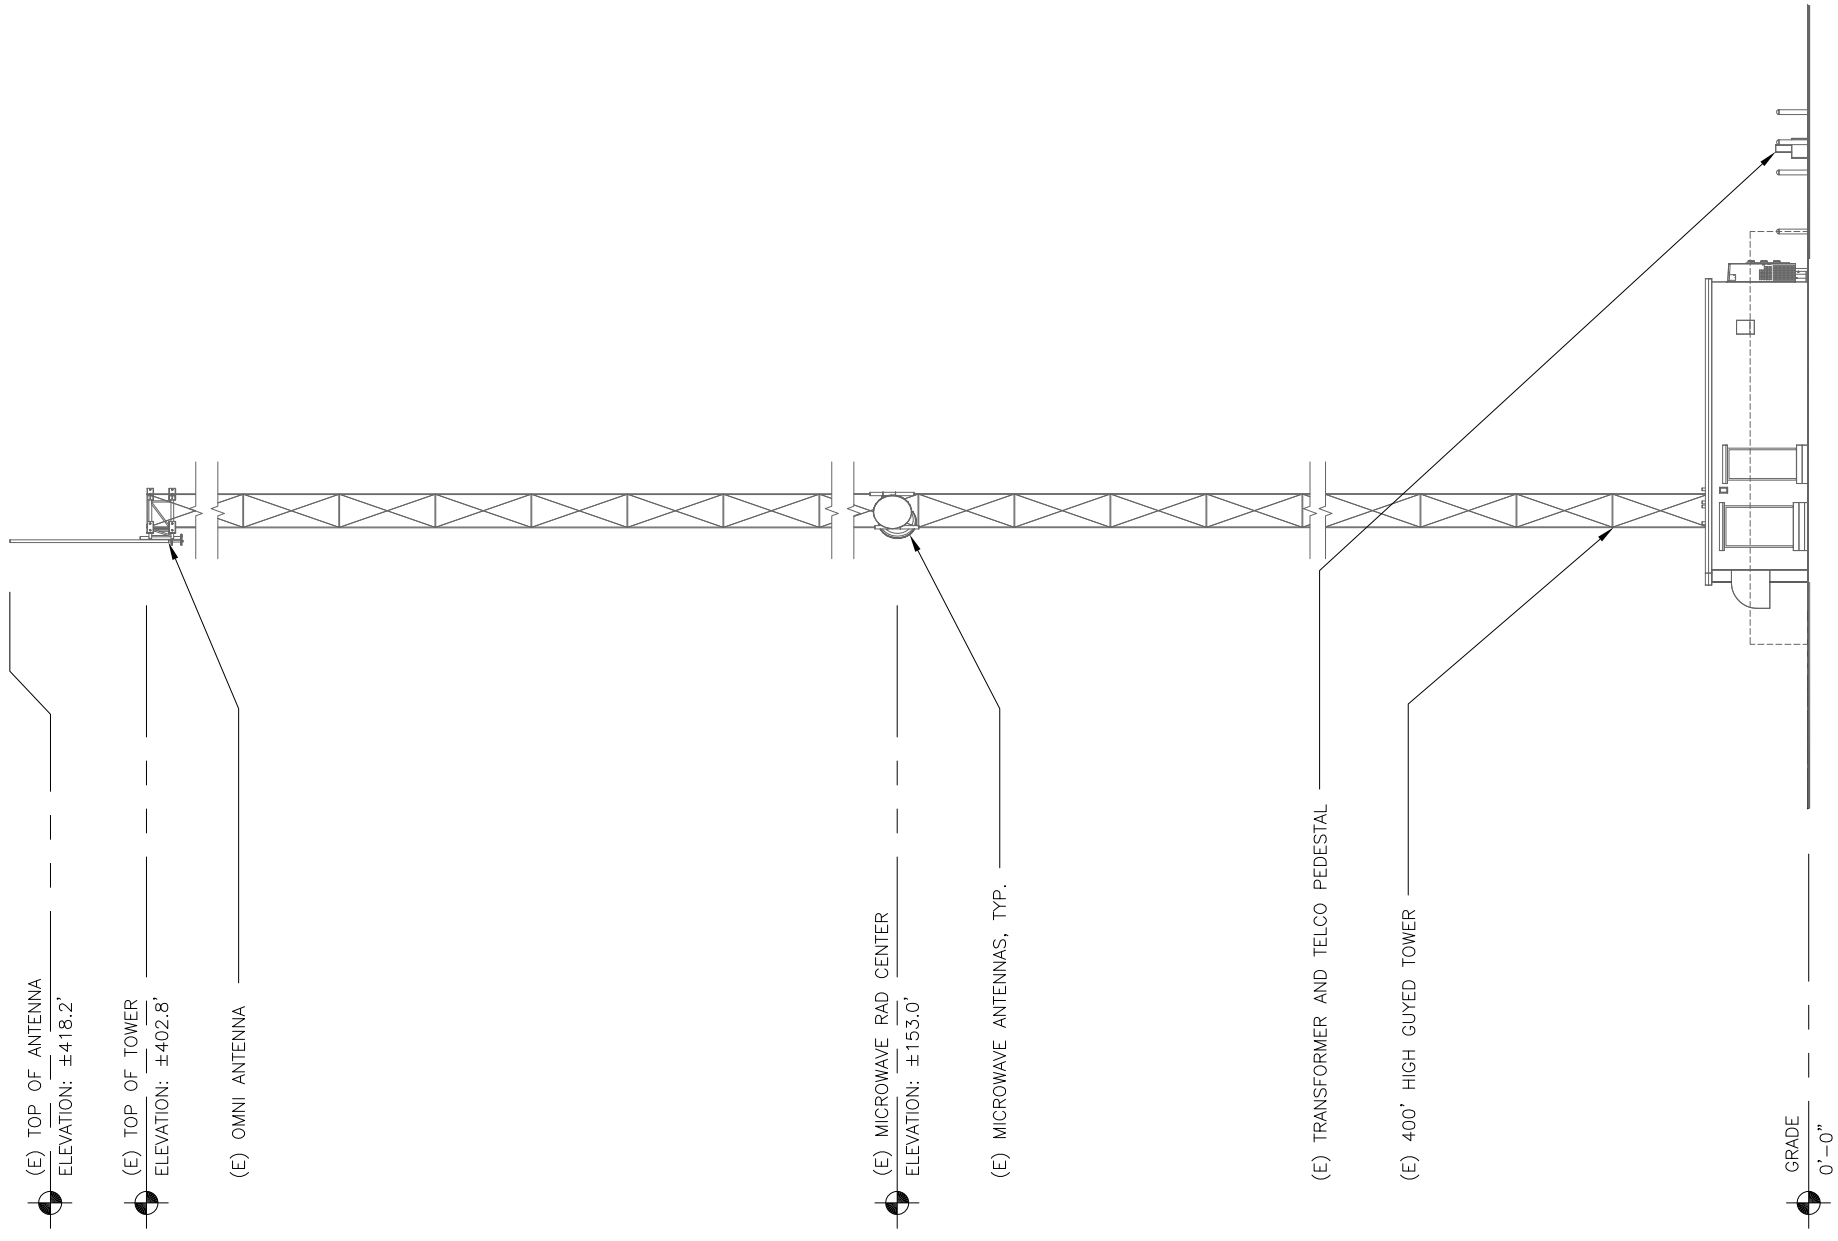 (E) TOP OF ANTENNA
ELEVATION: ±418.2'
(E) TOP OF TOWER
ELEVATION: ±402.8'
(E) OMNI ANTENNA
(E) MICROWAVE RAD CENTER
ELEVATION: ±153.0'
(E) MICROWAVE ANTENNAS, TYP.
(E) TRANSFORMER AND TELCO PEDESTAL
(E) 400' HIGH GUYED TOWER
GRADE
0'-0"